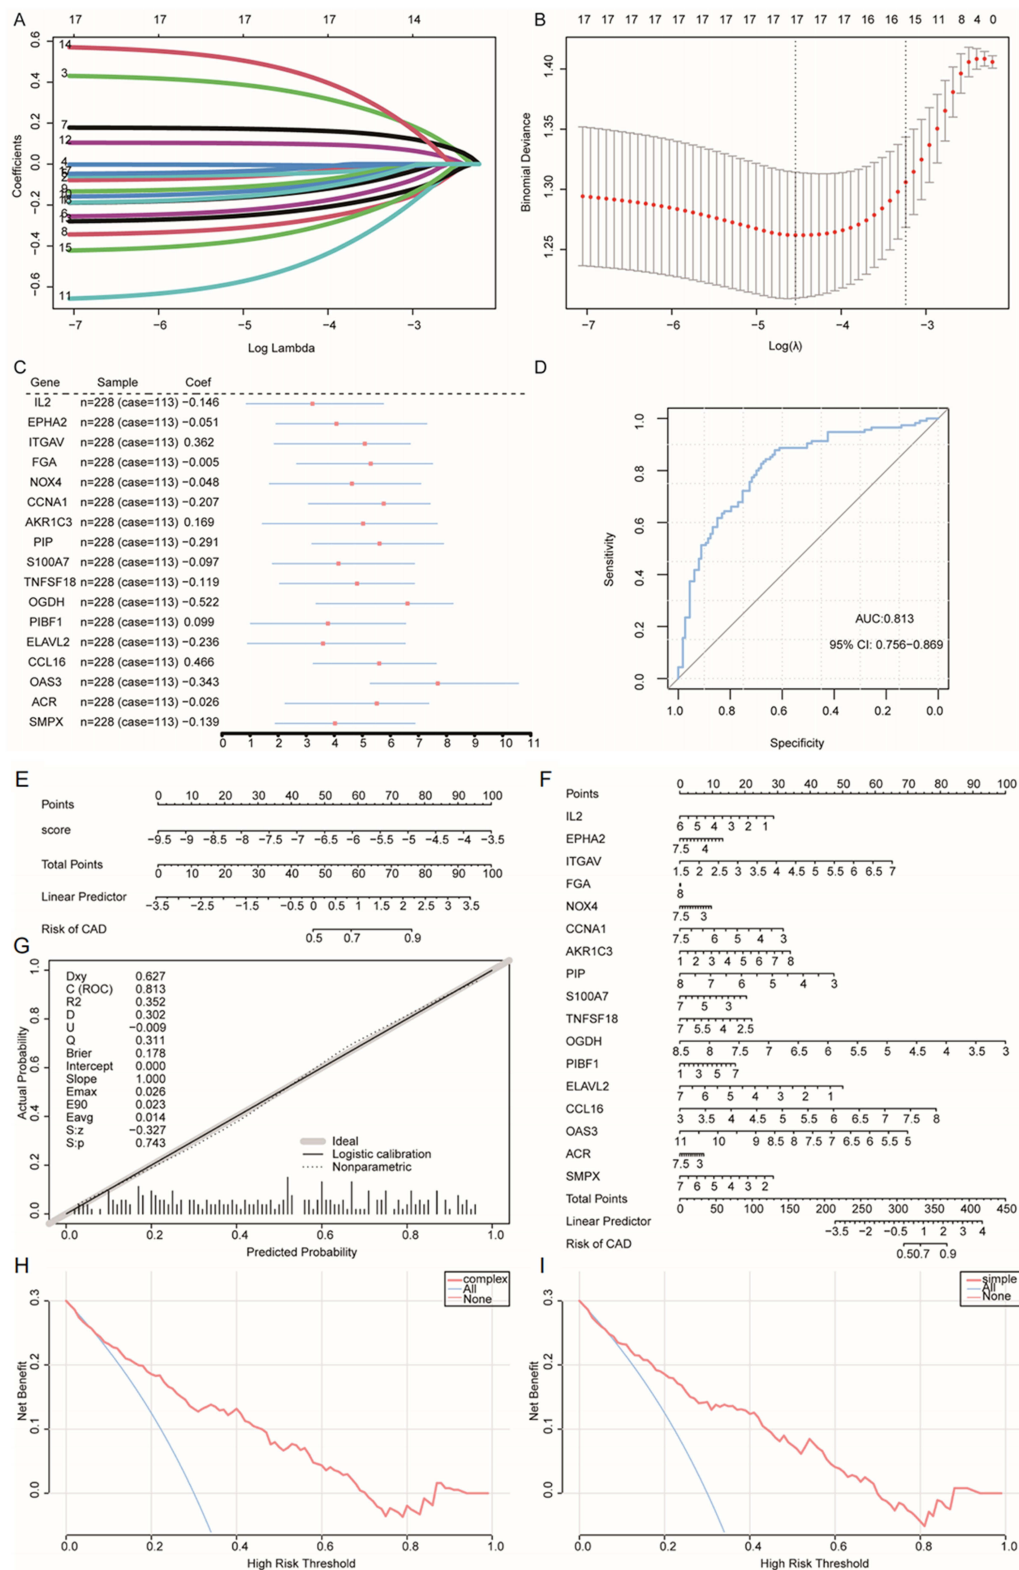 A
17 17 17 17 14
Coefficients
0.6
0.4
0.2
0.0
−0.2
−0.4
−0.6
14
3
7
12
4
8
15
11
−7 −6 −5 −4 −3
Log Lambda
B
17 17 17 17 17 17 17 17 17 17 17 17 16 16 15 11 8 4 0
Binomial Deviance
1.40
1.35
1.30
1.25
−7 −6 −5 −4 −3
Log(λ)
C
Gene Sample Coef
IL2 n=228 (case=113) −0.146
EPHA2 n=228 (case=113) −0.051
ITGAV n=228 (case=113) 0.362
FGA n=228 (case=113) −0.005
NOX4 n=228 (case=113) −0.048
CCNA1 n=228 (case=113) −0.207
AKR1C3 n=228 (case=113) 0.169
PIP n=228 (case=113) −0.291
S100A7 n=228 (case=113) −0.097
TNFSF18 n=228 (case=113) −0.119
OGDH n=228 (case=113) −0.522
PIBF1 n=228 (case=113) 0.099
ELAVL2 n=228 (case=113) −0.236
CCL16 n=228 (case=113) 0.466
OAS3 n=228 (case=113) −0.343
ACR n=228 (case=113) −0.026
SMPX n=228 (case=113) −0.139
0 1 2 3 4 5 6 7 8 9 10 11
D
Sensitivity
1.0
0.8
0.6
0.4
0.2
0.0
AUC:0.813
95% CI: 0.756−0.869
1.0 0.8 0.6 0.4 0.2 0.0
Specificity
E
Points
0 10 20 30 40 50 60 70 80 90 100
score
−9.5 −9 −8.5 −8 −7.5 −7 −6.5 −6 −5.5 −5 −4.5 −4 −3.5
Total Points
0 10 20 30 40 50 60 70 80 90 100
Linear Predictor
−3.5 −2.5 −1.5 −0.5 0 0.5 1 1.5 2 2.5 3 3.5
Risk of CAD
0.5 0.7 0.9
F
Points
0 10 20 30 40 50 60 70 80 90 100
IL2
6 5 4 3 2 1
EPHA2
7.5 4
ITGAV
1.5 2 2.5 3 3.5 4 4.5 5 5.5 6 6.5 7
FGA
8
NOX4
7.5 3
CCNA1
7.5 6 5 4 3
AKR1C3
1 2 3 4 5 6 7 8
PIP
8 7 6 5 4 3
S100A7
7 5 3
TNFSF18
7 5.5 4 2.5
OGDH
8.5 8 7.5 7 6.5 6 5.5 5 4.5 4 3.5 3
PIBF1
1 3 5 7
ELAVL2
7 6 5 4 3 2 1
CCL16
3 3.5 4 4.5 5 5.5 6 6.5 7 7.5 8
OAS3
11 10 9 8.5 8 7.5 7 6.5 6 5.5 5
ACR
7.5 3
SMPX
7 6 5 4 3 2
Total Points
0 50 100 150 200 250 300 350 400 450
Linear Predictor
−3.5 −2 −0.5 1 2 3 4
Risk of CAD
0.50.7 0.9
G
Actual Probability
1.0
0.8
0.6
0.4
0.2
0.0
Dxy 0.627
C (ROC) 0.813
R2 0.352
D 0.302
U −0.009
Q 0.311
Brier 0.178
Intercept 0.000
Slope 1.000
Emax 0.026
E90 0.023
Eavg 0.014
S:z −0.327
S:p 0.743
Ideal
Logistic calibration
Nonparametric
0.0 0.2 0.4 0.6 0.8 1.0
Predicted Probability
H
complex
All
None
Net Benefit
0.3
0.2
0.1
0.0
0.0 0.2 0.4 0.6 0.8 1.0
High Risk Threshold
I
simple
All
None
Net Benefit
0.3
0.2
0.1
0.0
0.0 0.2 0.4 0.6 0.8 1.0
High Risk Threshold